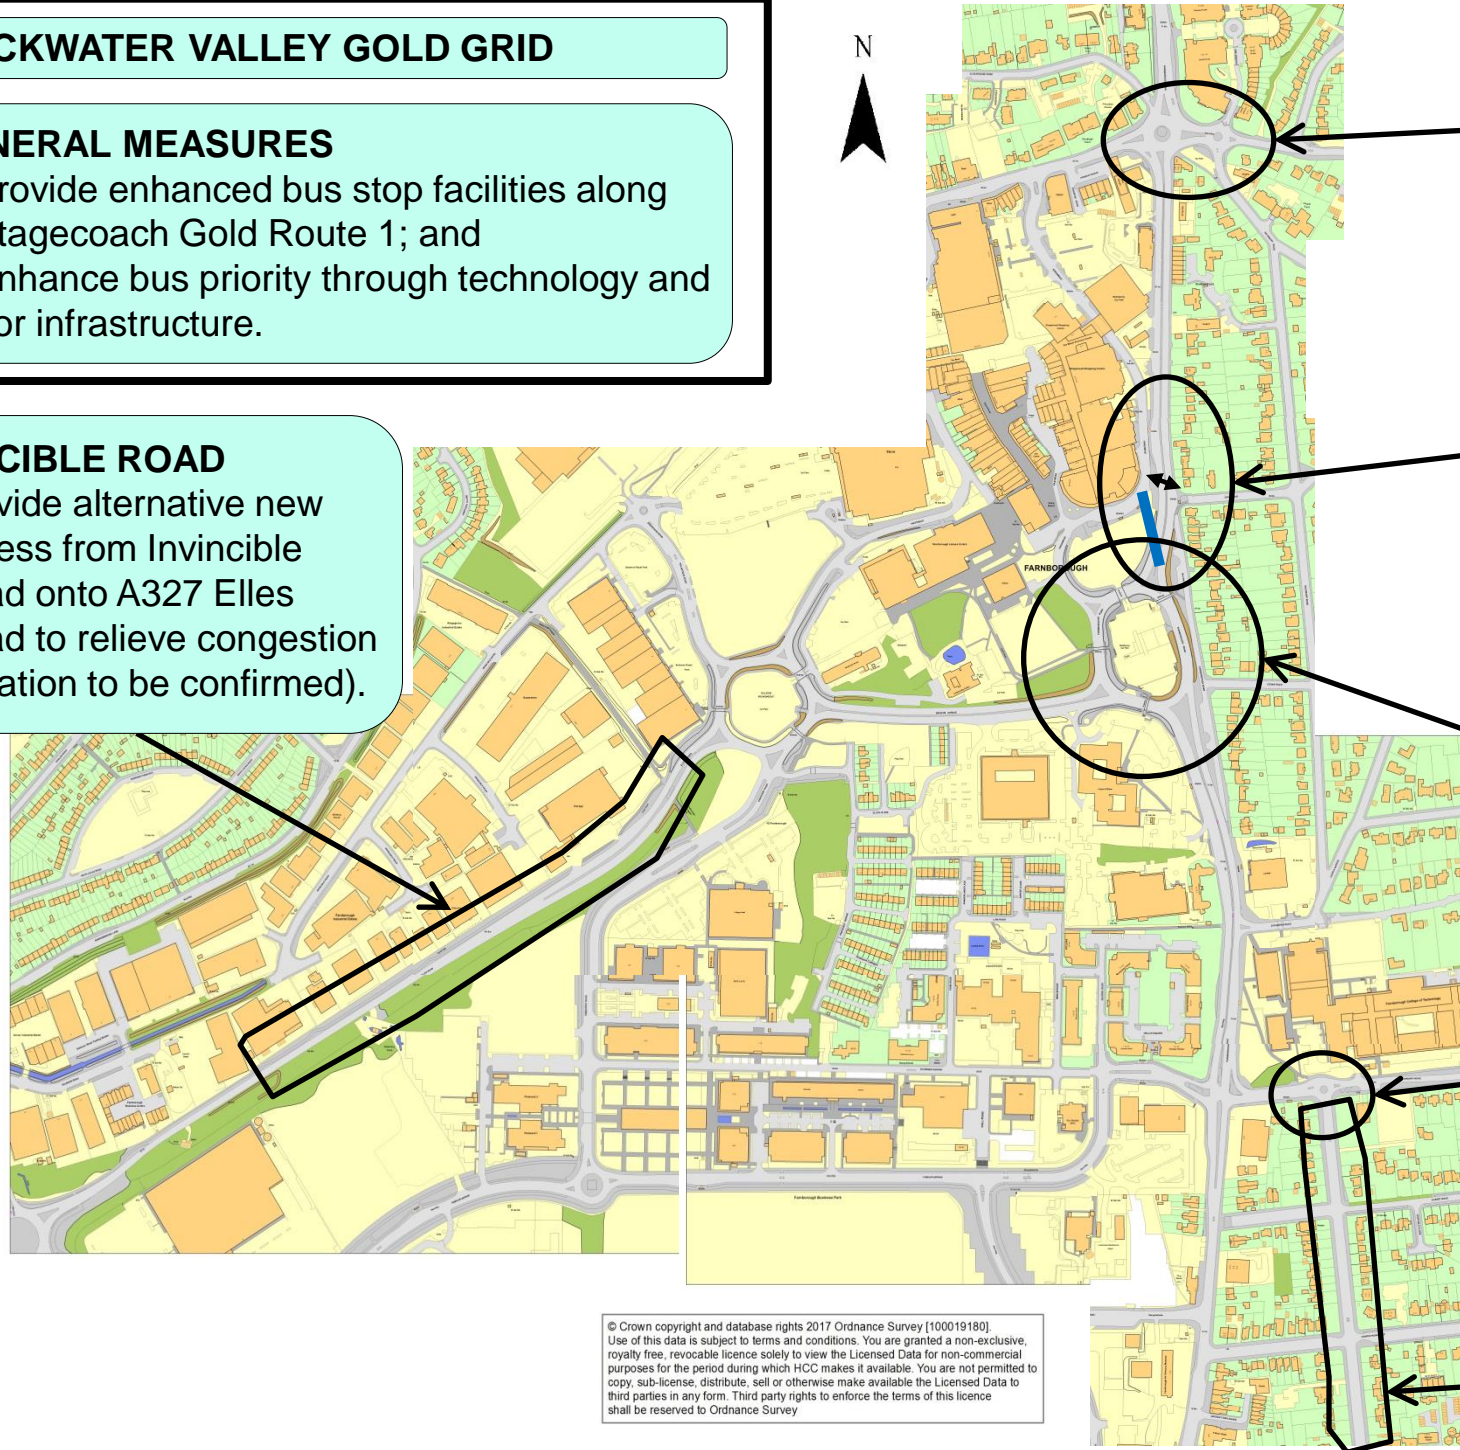 CKWATER VALLEY GOLD GRID
N
NERAL MEASURES
rovide enhanced bus stop facilities along
tagecoach Gold Route 1; and
nhance bus priority through technology and
or infrastructure.
CIBLE ROAD
vide alternative new
ess from Invincible
ad onto A327 Elles
ad to relieve congestion
ation to be confirmed).
FARNBOROUGH
Farnborough Business Park
© Crown copyright and database rights 2017 Ordnance Survey [100019180].
Use of this data is subject to terms and conditions. You are granted a non-exclusive,
royalty free, revocable licence solely to view the Licensed Data for non-commercial
purposes for the period during which HCC makes it available. You are not permitted to
copy, sub-license, distribute, sell or otherwise make available the Licensed Data to
third parties in any form. Third party rights to enforce the terms of this licence
shall be reserved to Ordnance Survey